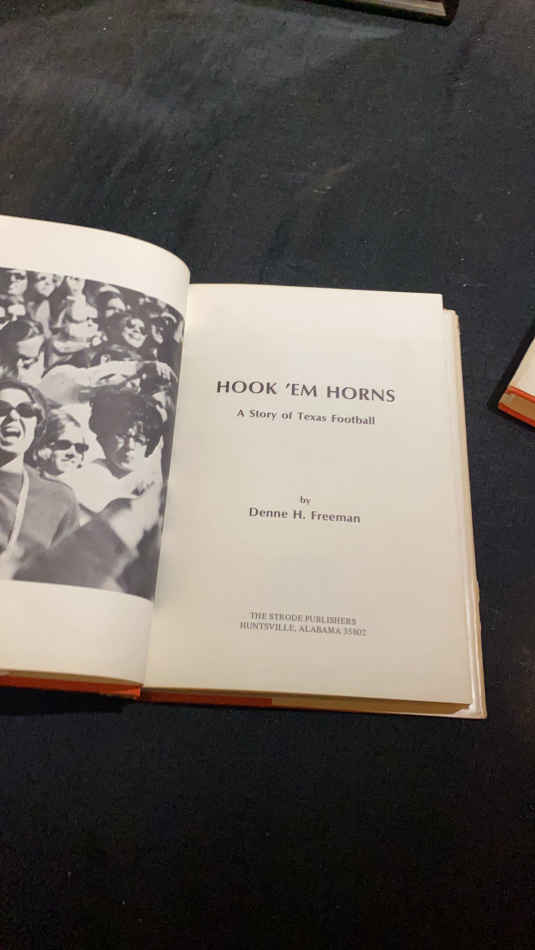 HOOK 'EM HORNS
A Story of Texas Football
by
Denne H. Freeman
THE STRODE PUBLISHERS
HUNTSVILLE, ALABAMA 35802